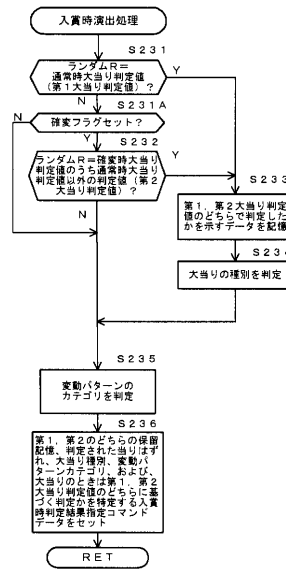 入賞時演出処理
S231
ランダムR=
通常時大当り判定値
(第1大当り判定値)?
Y
N
S231A
確変フラグセット?
N
Y
S232
ランダムR=確変時大当り
判定値のうち通常時大当り
判定値以外の判定値(第2
大当り判定値)?
Y
N
S233
第1,第2大当り判定
値のどちらで判定した
かを示すデータを記憶
S234
大当りの種別を判定
S235
変動パターンの
カテゴリを判定
S236
第1,第2のどちらの保留
記憶、判定された当りはず
れ、大当り種別、変動パ
ターンカテゴリ、および、
大当りのときは第1,第2
大当り判定値のどちらに基
づく判定かを特定する入賞
時判定結果指定コマンド
データをセット
RET